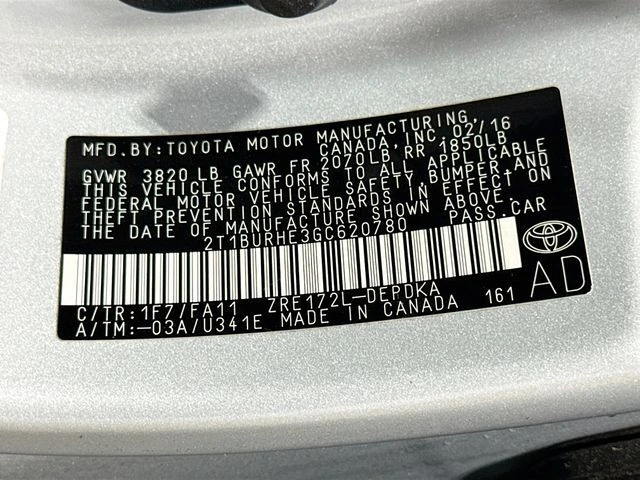 MFD. BY: TOYOTA MOTOR MANUFACTURING,
CANADA, INC. 02/16
GVWR 3820 LB GAWR FR 2070LB RR 1850LB
THIS VEHICLE CONFORMS TO ALL APPLICABLE
FEDERAL MOTOR VEHICLE SAFETY BUMPER, AND
THEFT PREVENTION STANDARDS IN EFFECT ON
THE DATE OF MANUFACTURE SHOWN ABOVE.
2T1BURHE3GC620780 PASS. CAR
C/TR: 1F7/FA11 ZRE172L-DEPDKA AD
A/TM: -03A/U341E MADE IN CANADA 161